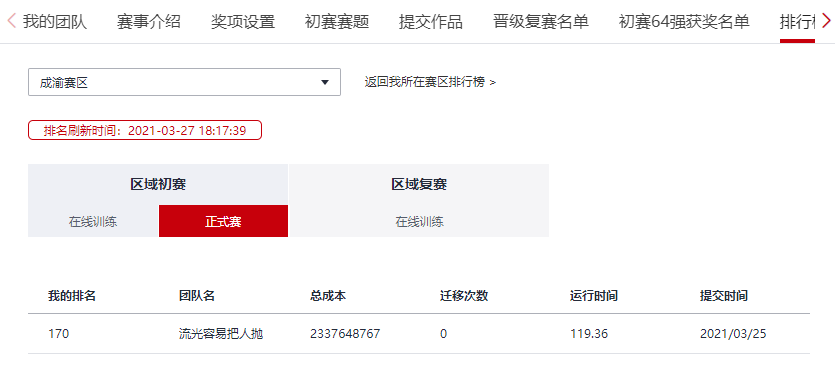 我的团队 赛事介绍 奖项设置 初赛赛题 提交作品 晋级复赛名单 初赛64强获奖名单 排行
成渝赛区 返回我所在赛区排行榜 >
排名刷新时间：2021-03-27 18:17:39
区域初赛 区域复赛
在线训练 正式赛 在线训练
我的排名 团队名 总成本 迁移次数 运行时间 提交时间
170 流光容易把人抛 2337648767 0 119.36 2021/03/25